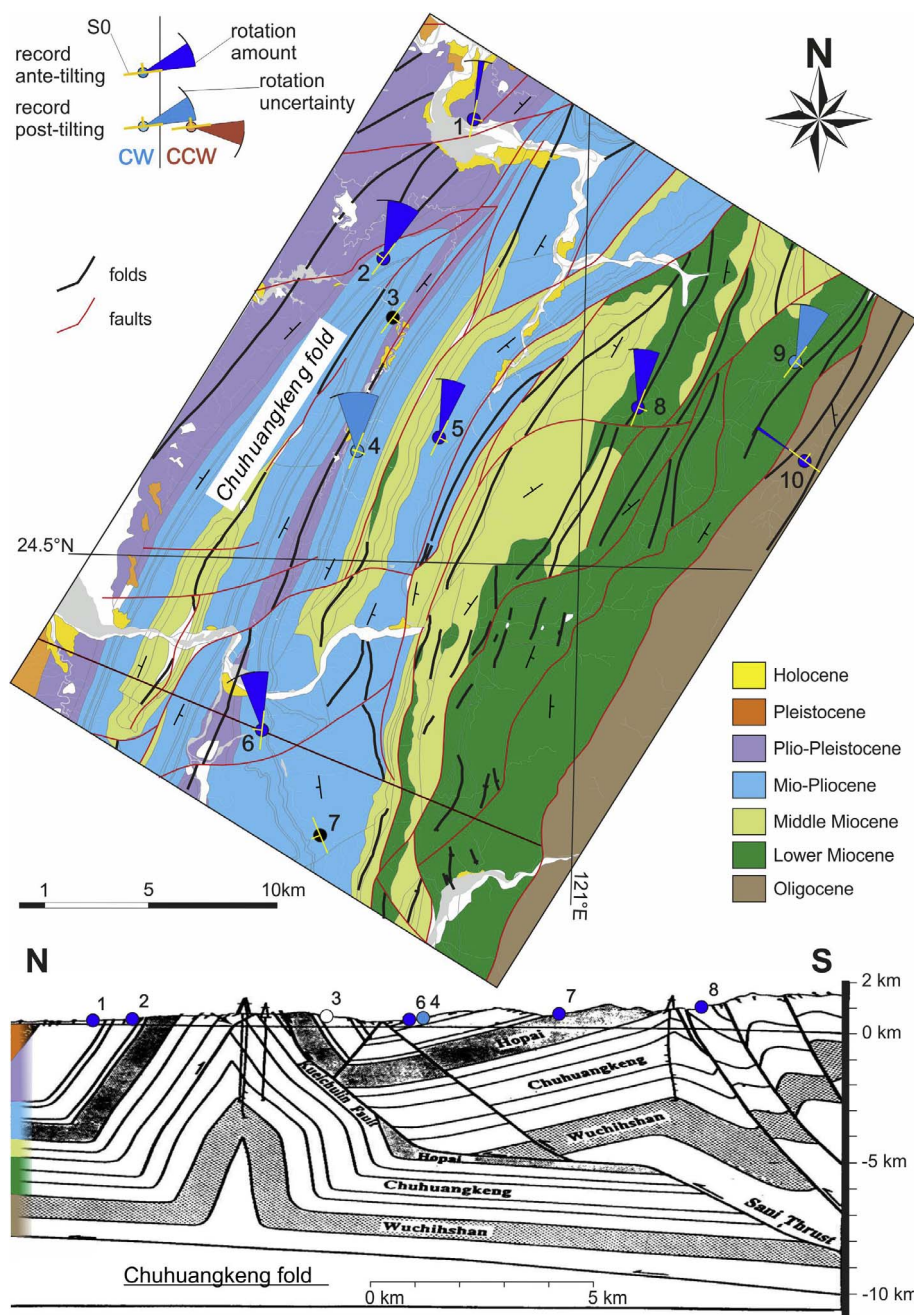 S0
rotation
amount
record
ante-tilting
rotation
uncertainty
record
post-tilting
CW
CCW
N
folds
faults
1
2
3
Chuhuangkeng fold
4
5
8
9
10
24.5°N
6
7
121°E
Holocene
Pleistocene
Plio-Pleistocene
Mio-Pliocene
Middle Miocene
Lower Miocene
Oligocene
1
5
10km
N
S
1
2
3
6 4
7
8
2 km
0 km
-5 km
-10 km
Kueichulin Fault
Hopai
Chuhuangkeng
Wuchihshan
Hopai
Chuhuangkeng
Wuchihshan
Sani Thrust
Chuhuangkeng fold
0 km
5 km